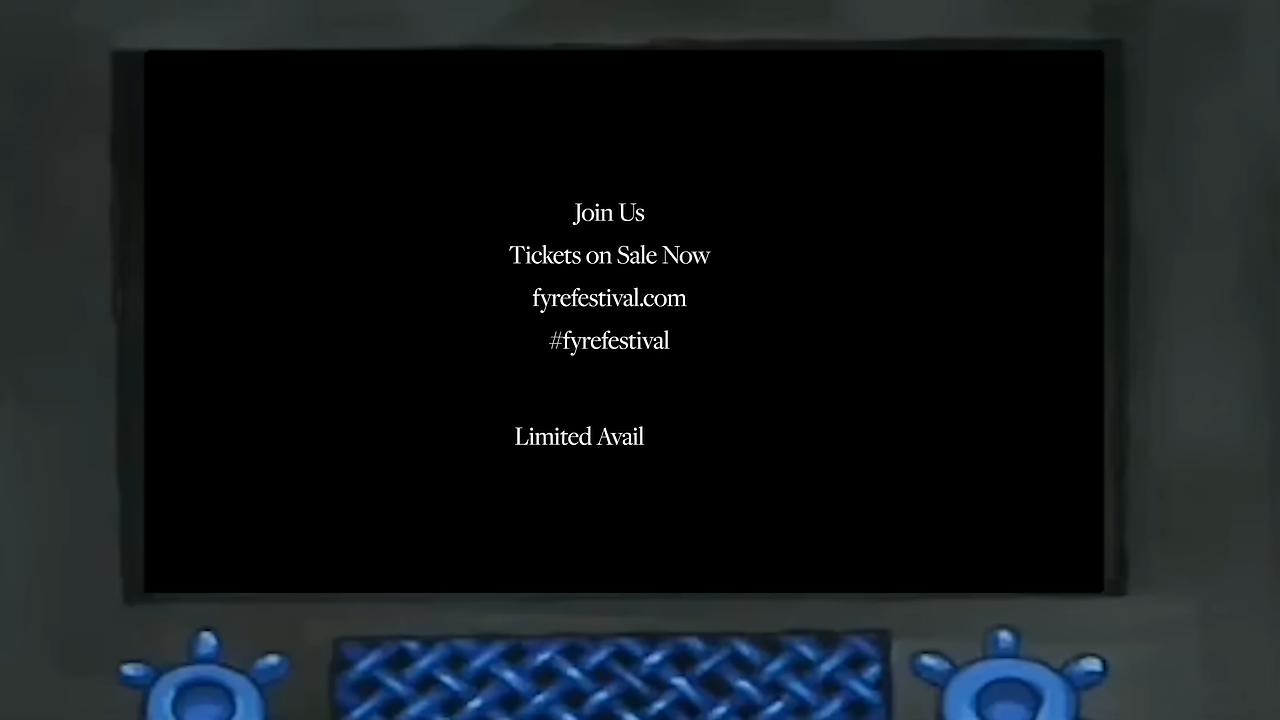 Join Us
Tickets on Sale Now
fyrefestival.com
#fyrefestival
Limited Avail